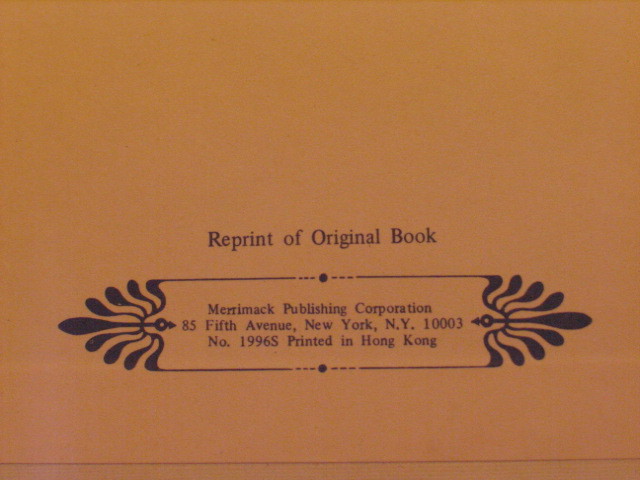 Reprint of Original Book
Merrimack Publishing Corporation
85 Fifth Avenue, New York, N.Y. 10003
No. 1996S Printed in Hong Kong